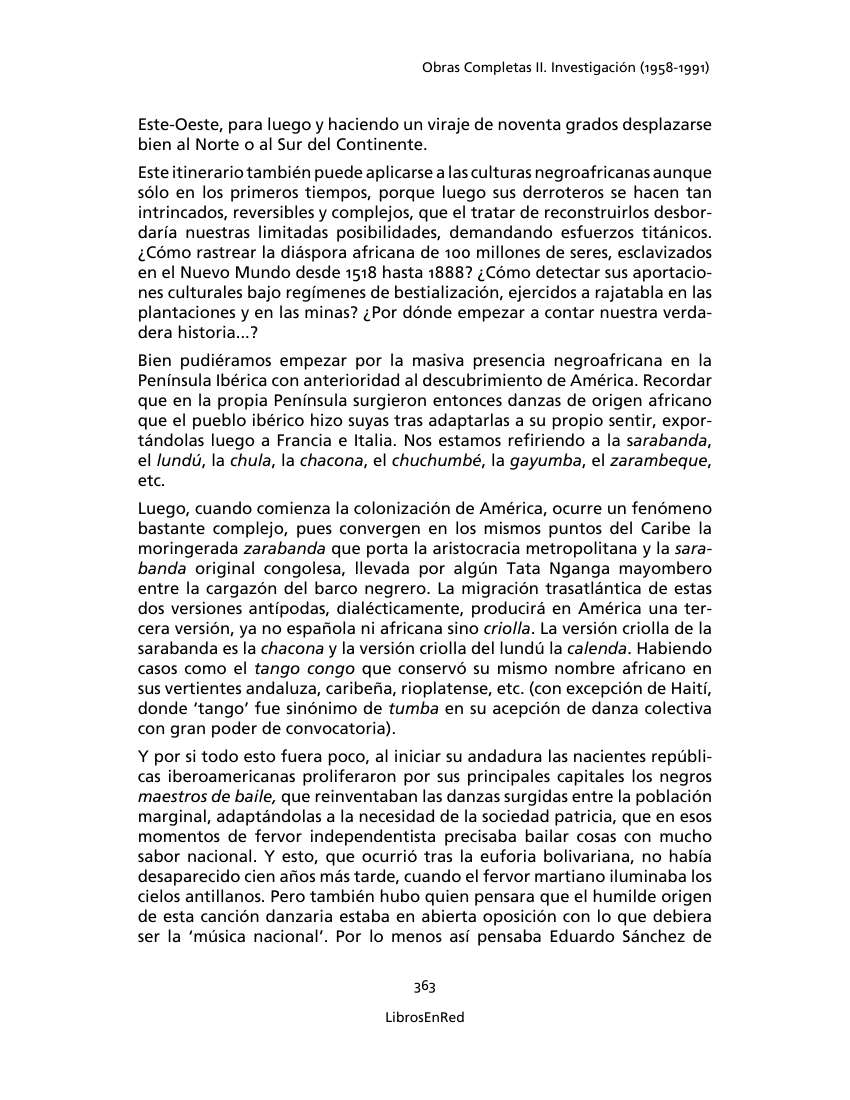 Obras Completas II. Investigación (1958-1991)
Este-Oeste, para luego y haciendo un viraje de noventa grados desplazarse
bien al Norte o al Sur del Continente.
Este itinerario también puede aplicarse a las culturas negroafricanas aunque
sólo en los primeros tiempos, porque luego sus derroteros se hacen tan
intrincados, reversibles y complejos, que el tratar de reconstruirlos desbor-
daría nuestras limitadas posibilidades, demandando esfuerzos titánicos.
¿Cómo rastrear la diáspora africana de 100 millones de seres, esclavizados
en el Nuevo Mundo desde 1518 hasta 1888? ¿Cómo detectar sus aportacio-
nes culturales bajo regímenes de bestialización, ejercidos a rajatabla en las
plantaciones y en las minas? ¿Por dónde empezar a contar nuestra verda-
dera historia...?
Bien pudiéramos empezar por la masiva presencia negroafricana en la
Península Ibérica con anterioridad al descubrimiento de América. Recordar
que en la propia Península surgieron entonces danzas de origen africano
que el pueblo ibérico hizo suyas tras adaptarlas a su propio sentir, expor-
tándolas luego a Francia e Italia. Nos estamos refiriendo a la sarabanda,
el lundú, la chula, la chacona, el chuchumbé, la gayumba, el zarambeque,
etc.
Luego, cuando comienza la colonización de América, ocurre un fenómeno
bastante complejo, pues convergen en los mismos puntos del Caribe la
moringerada zarabanda que porta la aristocracia metropolitana y la sara-
banda original congolesa, llevada por algún Tata Nganga mayombero
entre la cargazón del barco negrero. La migración trasatlántica de estas
dos versiones antípodas, dialécticamente, producirá en América una ter-
cera versión, ya no española ni africana sino criolla. La versión criolla de la
sarabanda es la chacona y la versión criolla del lundú la calenda. Habiendo
casos como el tango congo que conservó su mismo nombre africano en
sus vertientes andaluza, caribeña, rioplatense, etc. (con excepción de Haití,
donde ‘tango’ fue sinónimo de tumba en su acepción de danza colectiva
con gran poder de convocatoria).
Y por si todo esto fuera poco, al iniciar su andadura las nacientes repúbli-
cas iberoamericanas proliferaron por sus principales capitales los negros
maestros de baile, que reinventaban las danzas surgidas entre la población
marginal, adaptándolas a la necesidad de la sociedad patricia, que en esos
momentos de fervor independentista precisaba bailar cosas con mucho
sabor nacional. Y esto, que ocurrió tras la euforia bolivariana, no había
desaparecido cien años más tarde, cuando el fervor martiano iluminaba los
cielos antillanos. Pero también hubo quien pensara que el humilde origen
de esta canción danzaria estaba en abierta oposición con lo que debiera
ser la ‘música nacional’. Por lo menos así pensaba Eduardo Sánchez de
363
LibrosEnRed